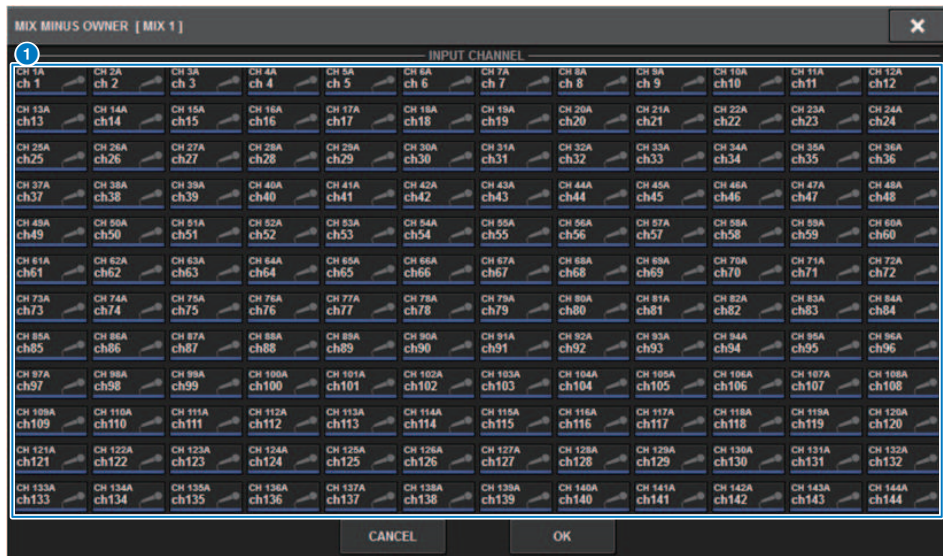 MIX MINUS OWNER [ MIX 1 ] ×
1 INPUT CHANNEL
CH 1A CH 2A CH 3A CH 4A CH 5A CH 6A CH 7A CH 8A CH 9A CH 10A CH 11A CH 12A
ch 1 ch 2 ch 3 ch 4 ch 5 ch 6 ch 7 ch 8 ch 9 ch10 ch11 ch12
CH 13A CH 14A CH 15A CH 16A CH 17A CH 18A CH 19A CH 20A CH 21A CH 22A CH 23A CH 24A
ch13 ch14 ch15 ch16 ch17 ch18 ch19 ch20 ch21 ch22 ch23 ch24
CH 25A CH 26A CH 27A CH 28A CH 29A CH 30A CH 31A CH 32A CH 33A CH 34A CH 35A CH 36A
ch25 ch26 ch27 ch28 ch29 ch30 ch31 ch32 ch33 ch34 ch35 ch36
CH 37A CH 38A CH 39A CH 40A CH 41A CH 42A CH 43A CH 44A CH 45A CH 46A CH 47A CH 48A
ch37 ch38 ch39 ch40 ch41 ch42 ch43 ch44 ch45 ch46 ch47 ch48
CH 49A CH 50A CH 51A CH 52A CH 53A CH 54A CH 55A CH 56A CH 57A CH 58A CH 59A CH 60A
ch49 ch50 ch51 ch52 ch53 ch54 ch55 ch56 ch57 ch58 ch59 ch60
CH 61A CH 62A CH 63A CH 64A CH 65A CH 66A CH 67A CH 68A CH 69A CH 70A CH 71A CH 72A
ch61 ch62 ch63 ch64 ch65 ch66 ch67 ch68 ch69 ch70 ch71 ch72
CH 73A CH 74A CH 75A CH 76A CH 77A CH 78A CH 79A CH 80A CH 81A CH 82A CH 83A CH 84A
ch73 ch74 ch75 ch76 ch77 ch78 ch79 ch80 ch81 ch82 ch83 ch84
CH 85A CH 86A CH 87A CH 88A CH 89A CH 90A CH 91A CH 92A CH 93A CH 94A CH 95A CH 96A
ch85 ch86 ch87 ch88 ch89 ch90 ch91 ch92 ch93 ch94 ch95 ch96
CH 97A CH 98A CH 99A CH 100A CH 101A CH 102A CH 103A CH 104A CH 105A CH 106A CH 107A CH 108A
ch97 ch98 ch99 ch100 ch101 ch102 ch103 ch104 ch105 ch106 ch107 ch108
CH 109A CH 110A CH 111A CH 112A CH 113A CH 114A CH 115A CH 116A CH 117A CH 118A CH 119A CH 120A
ch109 ch110 ch111 ch112 ch113 ch114 ch115 ch116 ch117 ch118 ch119 ch120
CH 121A CH 122A CH 123A CH 124A CH 125A CH 126A CH 127A CH 128A CH 129A CH 130A CH 131A CH 132A
ch121 ch122 ch123 ch124 ch125 ch126 ch127 ch128 ch129 ch130 ch131 ch132
CH 133A CH 134A CH 135A CH 136A CH 137A CH 138A CH 139A CH 140A CH 141A CH 142A CH 143A CH 144A
ch133 ch134 ch135 ch136 ch137 ch138 ch139 ch140 ch141 ch142 ch143 ch144
CANCEL OK